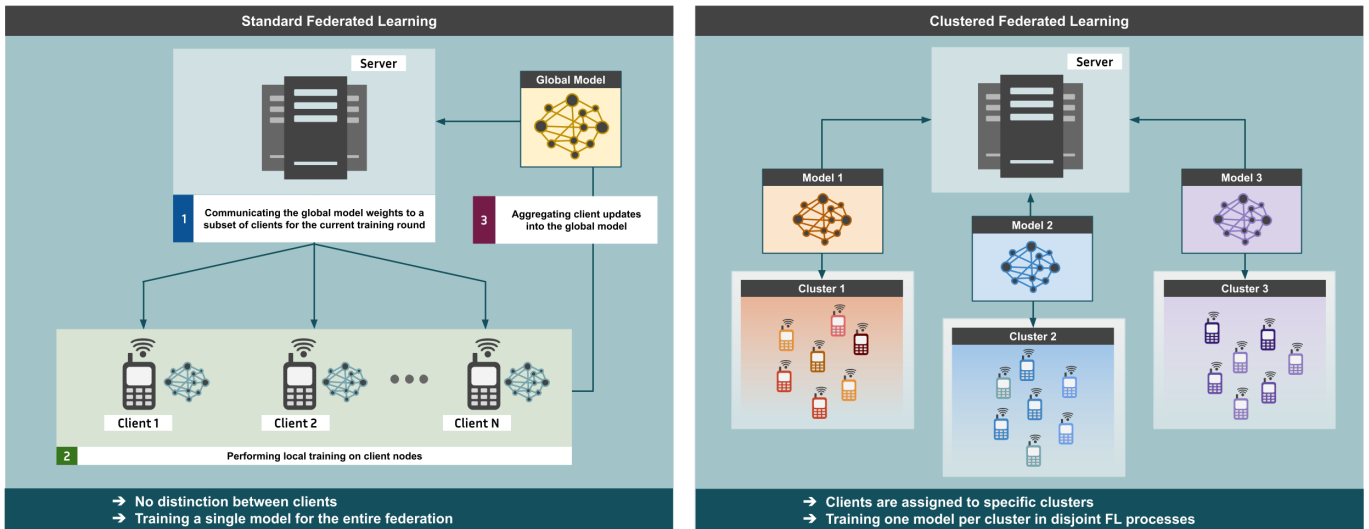 Standard Federated Learning
Server
Global Model
1
Communicating the global model weights to a
subset of clients for the current training round
3
Aggregating client updates
into the global model
Client 1
Client 2
Client N
2
Performing local training on client nodes
➔ No distinction between clients
➔ Training a single model for the entire federation
Clustered Federated Learning
Server
Model 1
Model 2
Model 3
Cluster 1
Cluster 2
Cluster 3
➔ Clients are assigned to specific clusters
➔ Training one model per cluster in disjoint FL processes